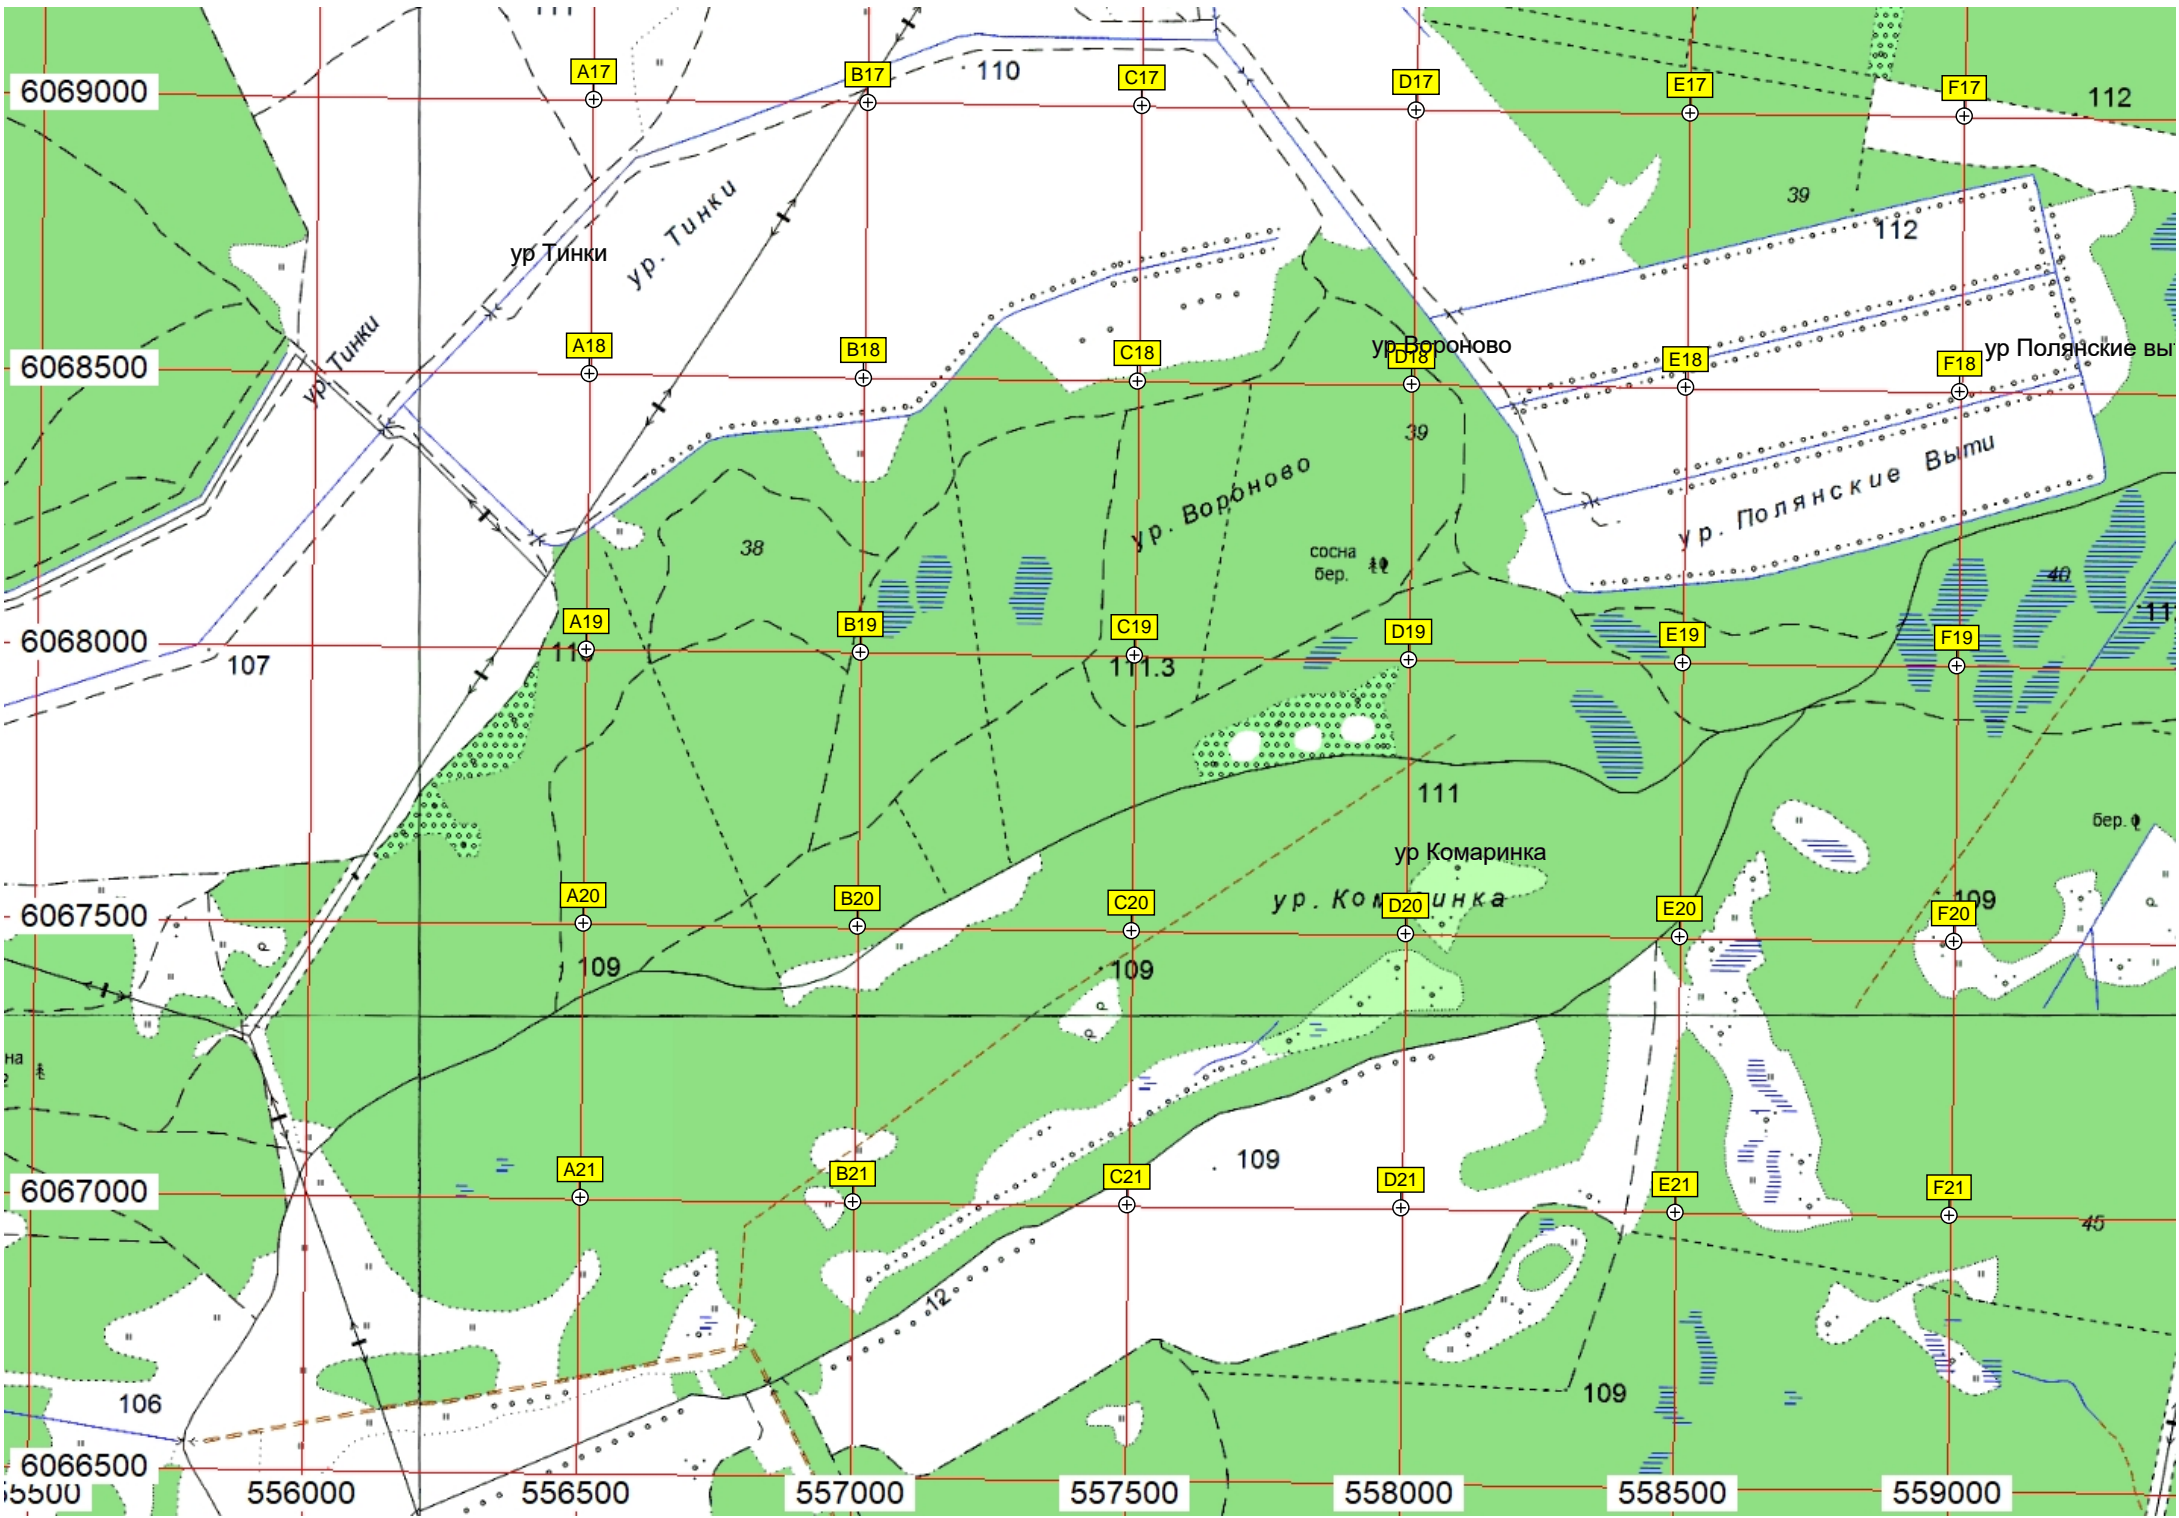 110
A17
B17
C17
D17
E17
F17
6069000
112
39
112
ур. Тинки
ур Тинки
ур. Тинки
A18
B18
C18
ур Вороново
D18
E18
F18
ур Полянские вы
6068500
39
ур. Вороново
ур. Полянские Выти
38
сосна
бер.
40
A19
B19
C19
D19
E19
F19
6068000
107
111.3
111
бер.
ур Комаринка
ур. Ком инка
A20
B20
C20
D20
E20
F20
109
6067500
109
109
на
109
A21
B21
C21
D21
E21
F21
6067000
45
12
106
109
6066500
5500
556000
556500
557000
557500
558000
558500
559000